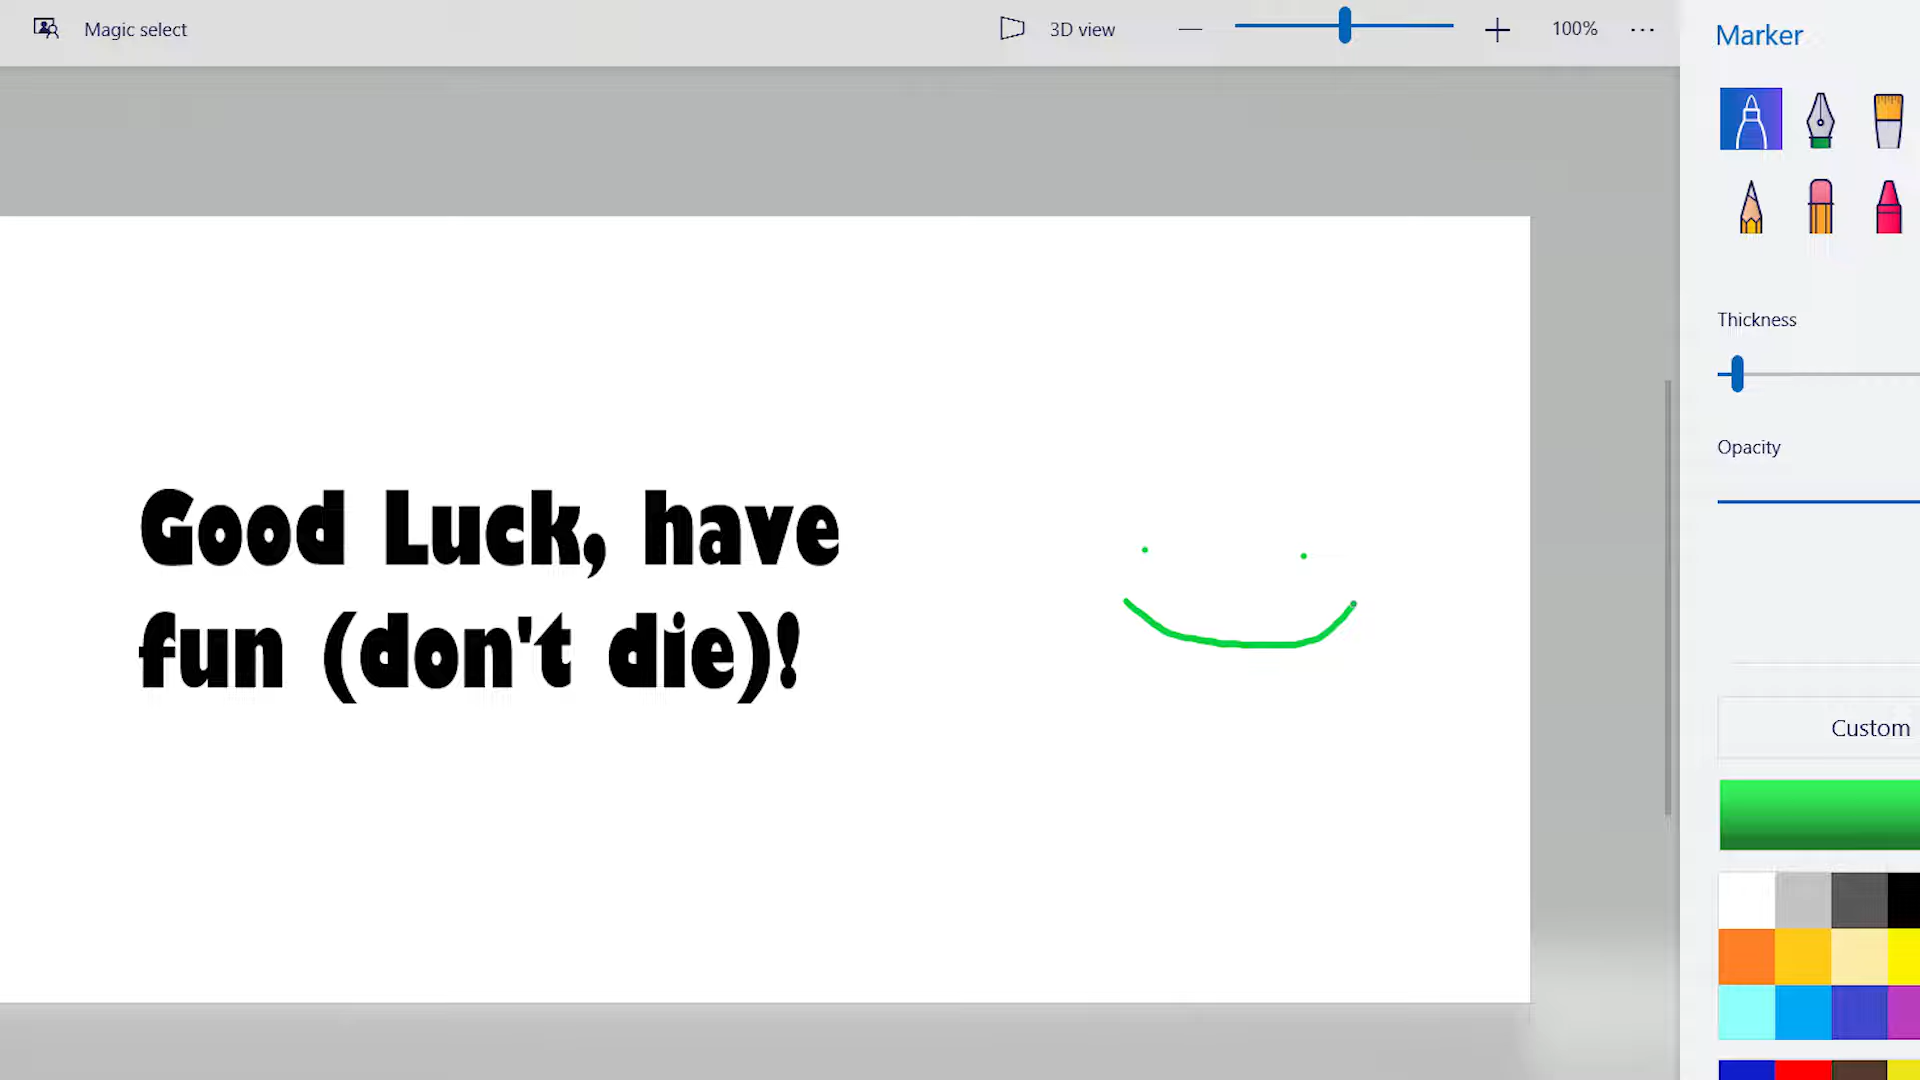 Magic select
3D view
100%
Marker
Thickness
Opacity
Good Luck, have
fun (don't die)!
Custom